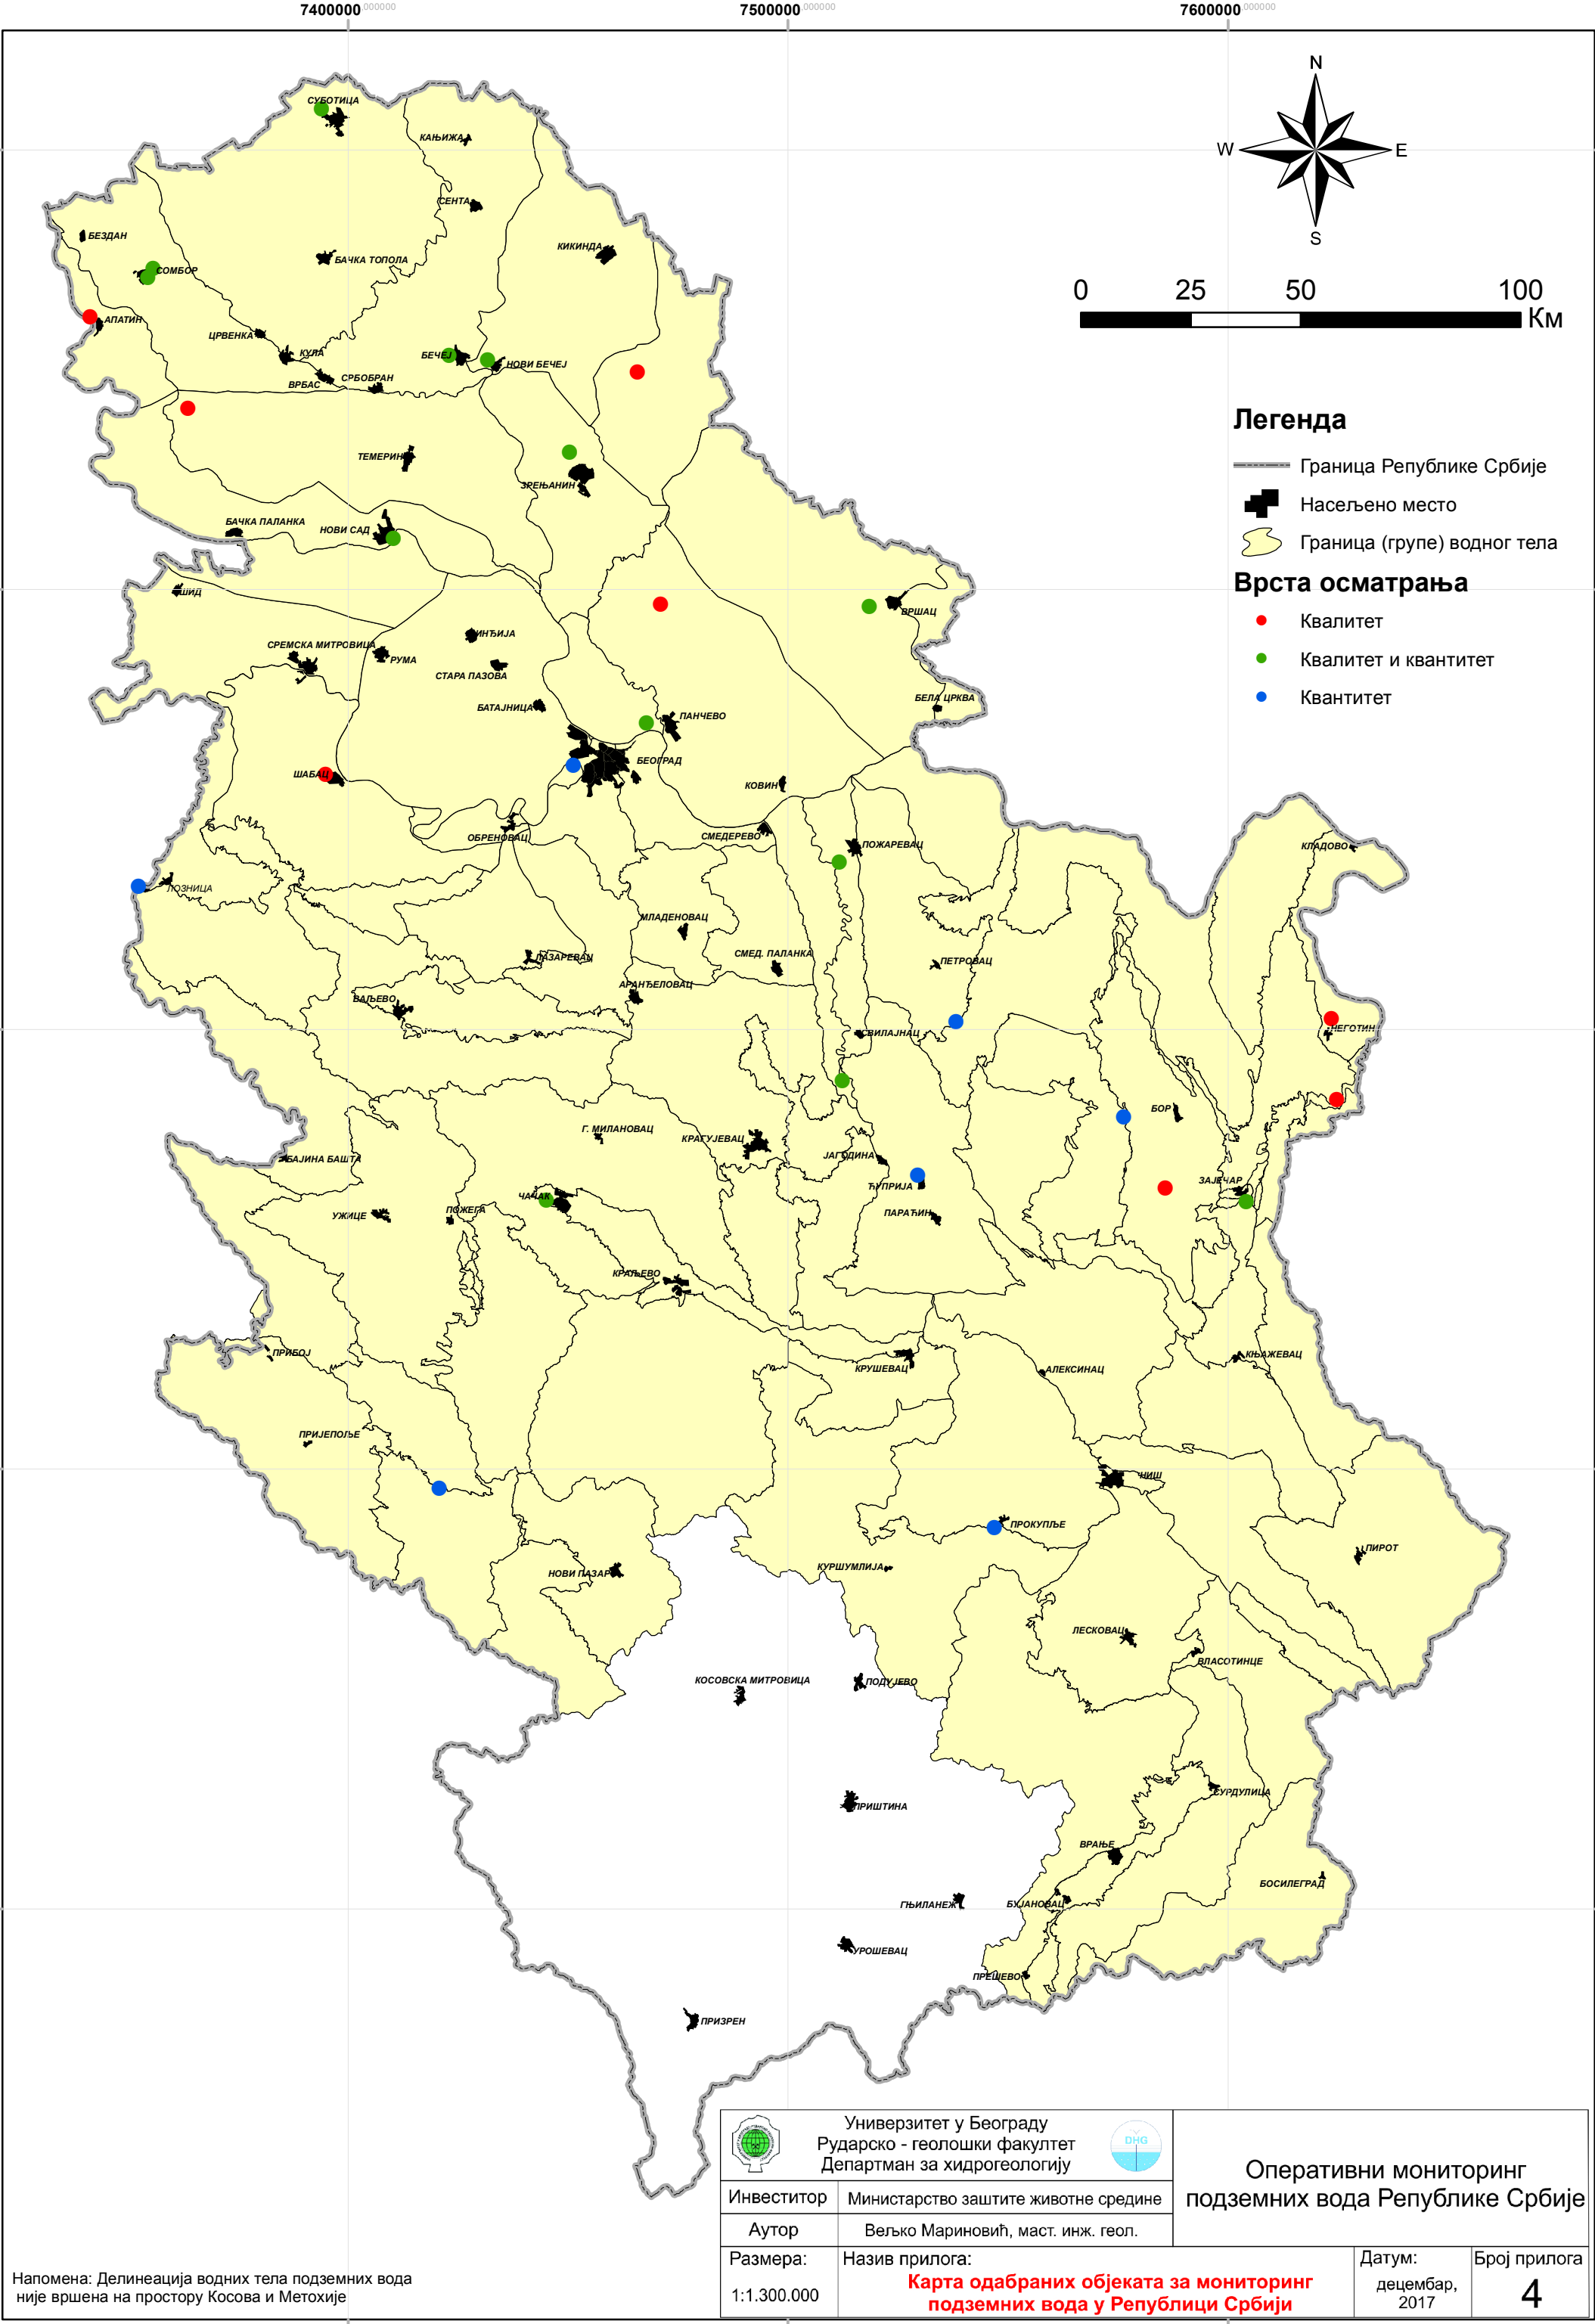 7400000.000000
7500000.000000
7600000.000000
N
W
E
S
0 25 50 100
Км
Легенда
Граница Републике Србије
Насељено место
Граница (групе) водног тела
Врста осматрања
Квалитет
Квалитет и квантитет
Квантитет
СУБОТИЦА
КАЊИЖА
СЕНТА
БЕЗДАН
КИКИНДА
БАЧКА ТОПОЛА
СОМБОР
АПАТИН
ЦРВЕНКА
КУЛА
БЕЧЕЈ
НОВИ БЕЧЕЈ
ВРБАС
СРБОБРАН
ТЕМЕРИН
ЗРЕЊАНИН
БАЧКА ПАЛАНКА
НОВИ САД
ШИД
ВРШАЦ
ИНЂИЈА
СРЕМСКА МИТРОВИЦА
РУМА
СТАРА ПАЗОВА
БЕЛА ЦРКВА
БАТАЈНИЦА
ПАНЧЕВО
БЕОГРАД
ШАБАЦ
КОВИН
ОБРЕНОВАЦ
СМЕДЕРЕВО
ПОЖАРЕВАЦ
КЛАДОВО
ЛОЗНИЦА
МЛАДЕНОВАЦ
СМЕД. ПАЛАНКА
ЛАЗАРЕВАЦ
ПЕТРОВАЦ
АРАНЂЕЛОВАЦ
ВАЉЕВО
СВИЛАЈНАЦ
НЕГОТИН
БОР
Г. МИЛАНОВАЦ
КРАГУЈЕВАЦ
ЈАГОДИНА
БАЈИНА БАШТА
ЋУПРИЈА
ЗАЈЕЧАР
ЧАЧАК
УЖИЦЕ
ПОЖЕГА
ПАРАЋИН
КРАЉЕВО
ПРИБОЈ
КРУШЕВАЦ
АЛЕКСИНАЦ
КЊАЖЕВАЦ
ПРИЈЕПОЉЕ
НИШ
ПРОКУПЉЕ
ПИРОТ
НОВИ ПАЗАР
КУРШУМЛИЈА
ЛЕСКОВАЦ
ВЛАСОТИНЦЕ
КОСОВСКА МИТРОВИЦА
ПОДУЈЕВО
СУРДУЛИЦА
ПРИШТИНА
ВРАЊЕ
БОСИЛЕГРАД
ГЊИЛАНЕЖ
БУЈАНОВАЦ
УРОШЕВАЦ
ПРЕШЕВО
ПРИЗРЕН
Универзитет у Београду
Рударско - геолошки факултет
Департман за хидрогеологију
DHG
Инвеститор
Министарство заштите животне средине
Аутор
Вељко Мариновић, маст. инж. геол.
Оперативни мониторинг
подземних вода Републике Србије
Размера:
1:1.300.000
Назив прилога:
Карта одабраних објеката за мониторинг
подземних вода у Републици Србији
Датум:
децембар,
2017
Број прилога
4
Напомена: Делинеација водних тела подземних вода
није вршена на простору Косова и Метохије